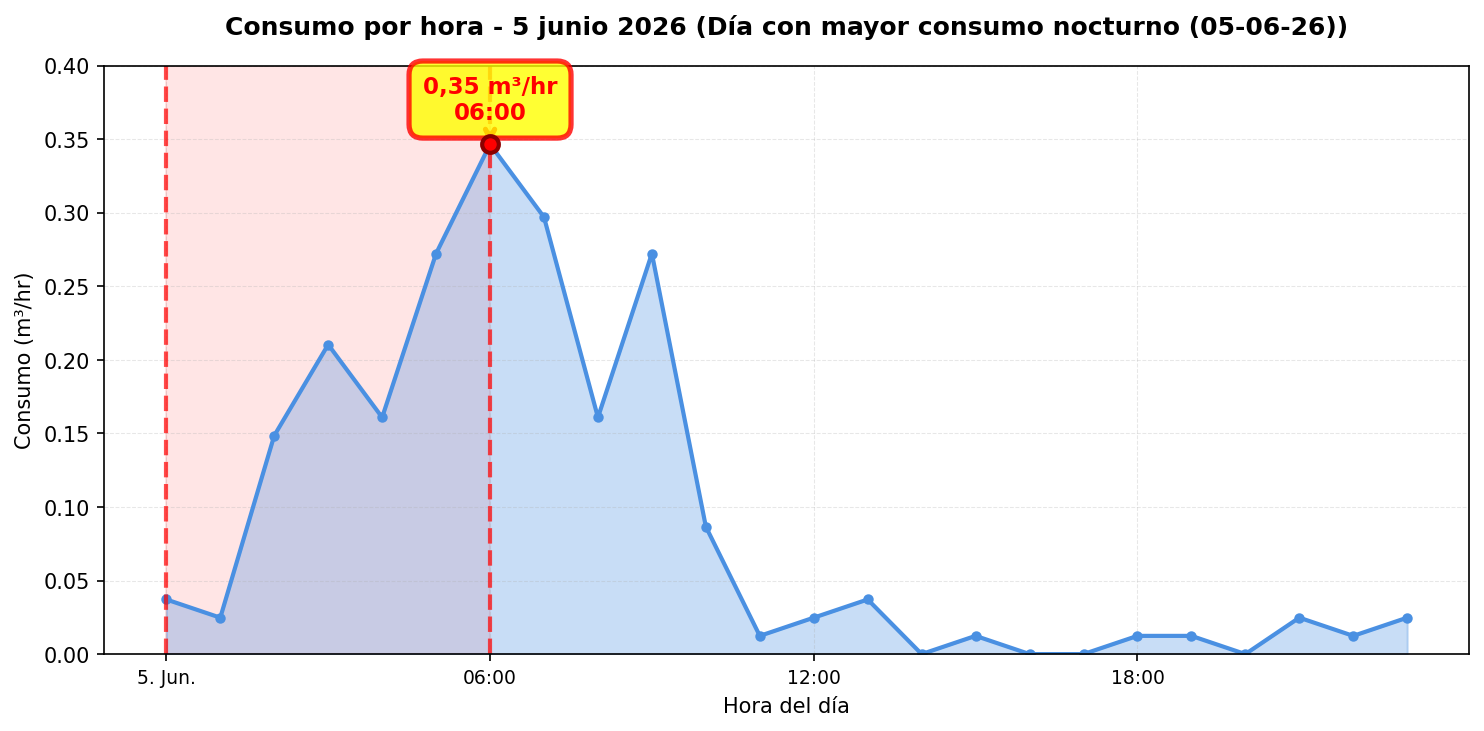 Consumo por hora - 5 junio 2026 (Día con mayor consumo nocturno (05-06-26))
0,35 m³/hr
06:00
0.40
0.35
0.30
0.25
0.20
0.15
0.10
0.05
0.00
Consumo (m³/hr)
5. Jun.
06:00
12:00
18:00
Hora del día